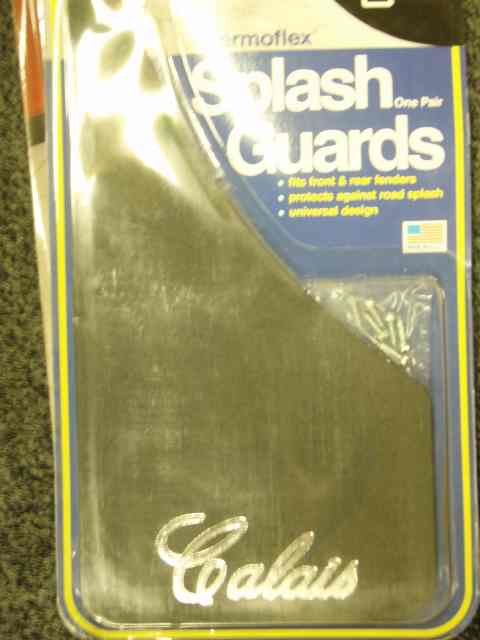 ermoflex
Splash
One Pair
Guards
• fits front & rear fenders
• protects against road splash
• universal design
Calais